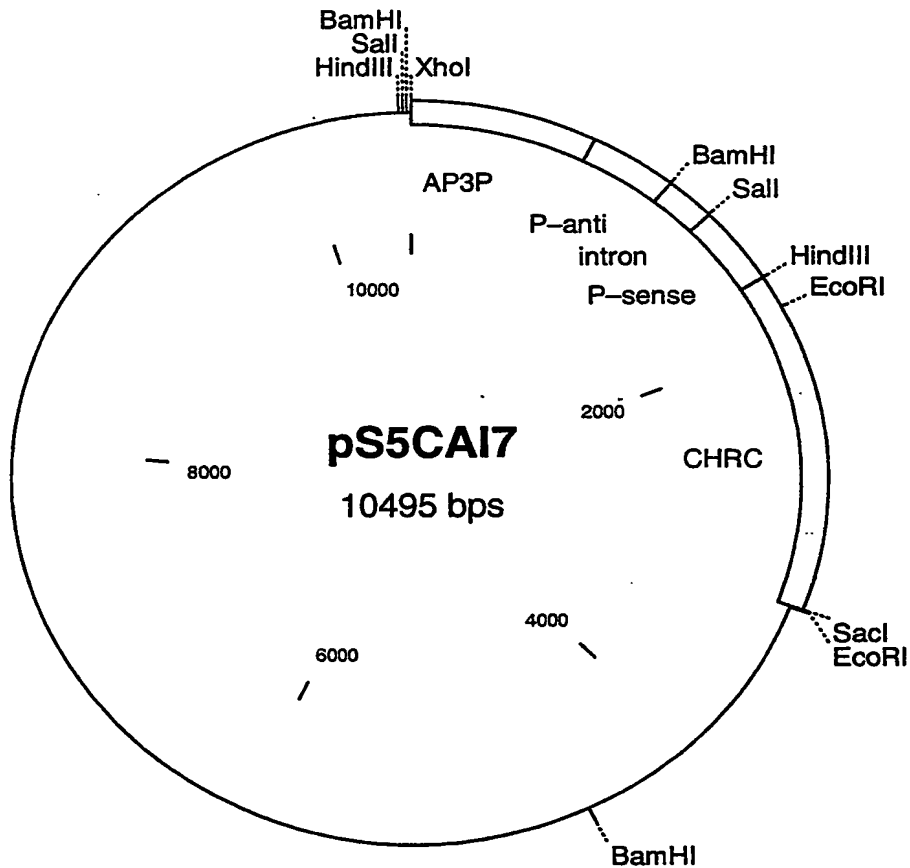 BamHI
SalI
HindIII XhoI
BamHI
SalI
AP3P
P-anti
intron
HindIII
EcoRI
P-sense
10000
2000
pS5CAI7
CHRC
8000
10495 bps
4000
SacI
6000
EcoRI
BamHI